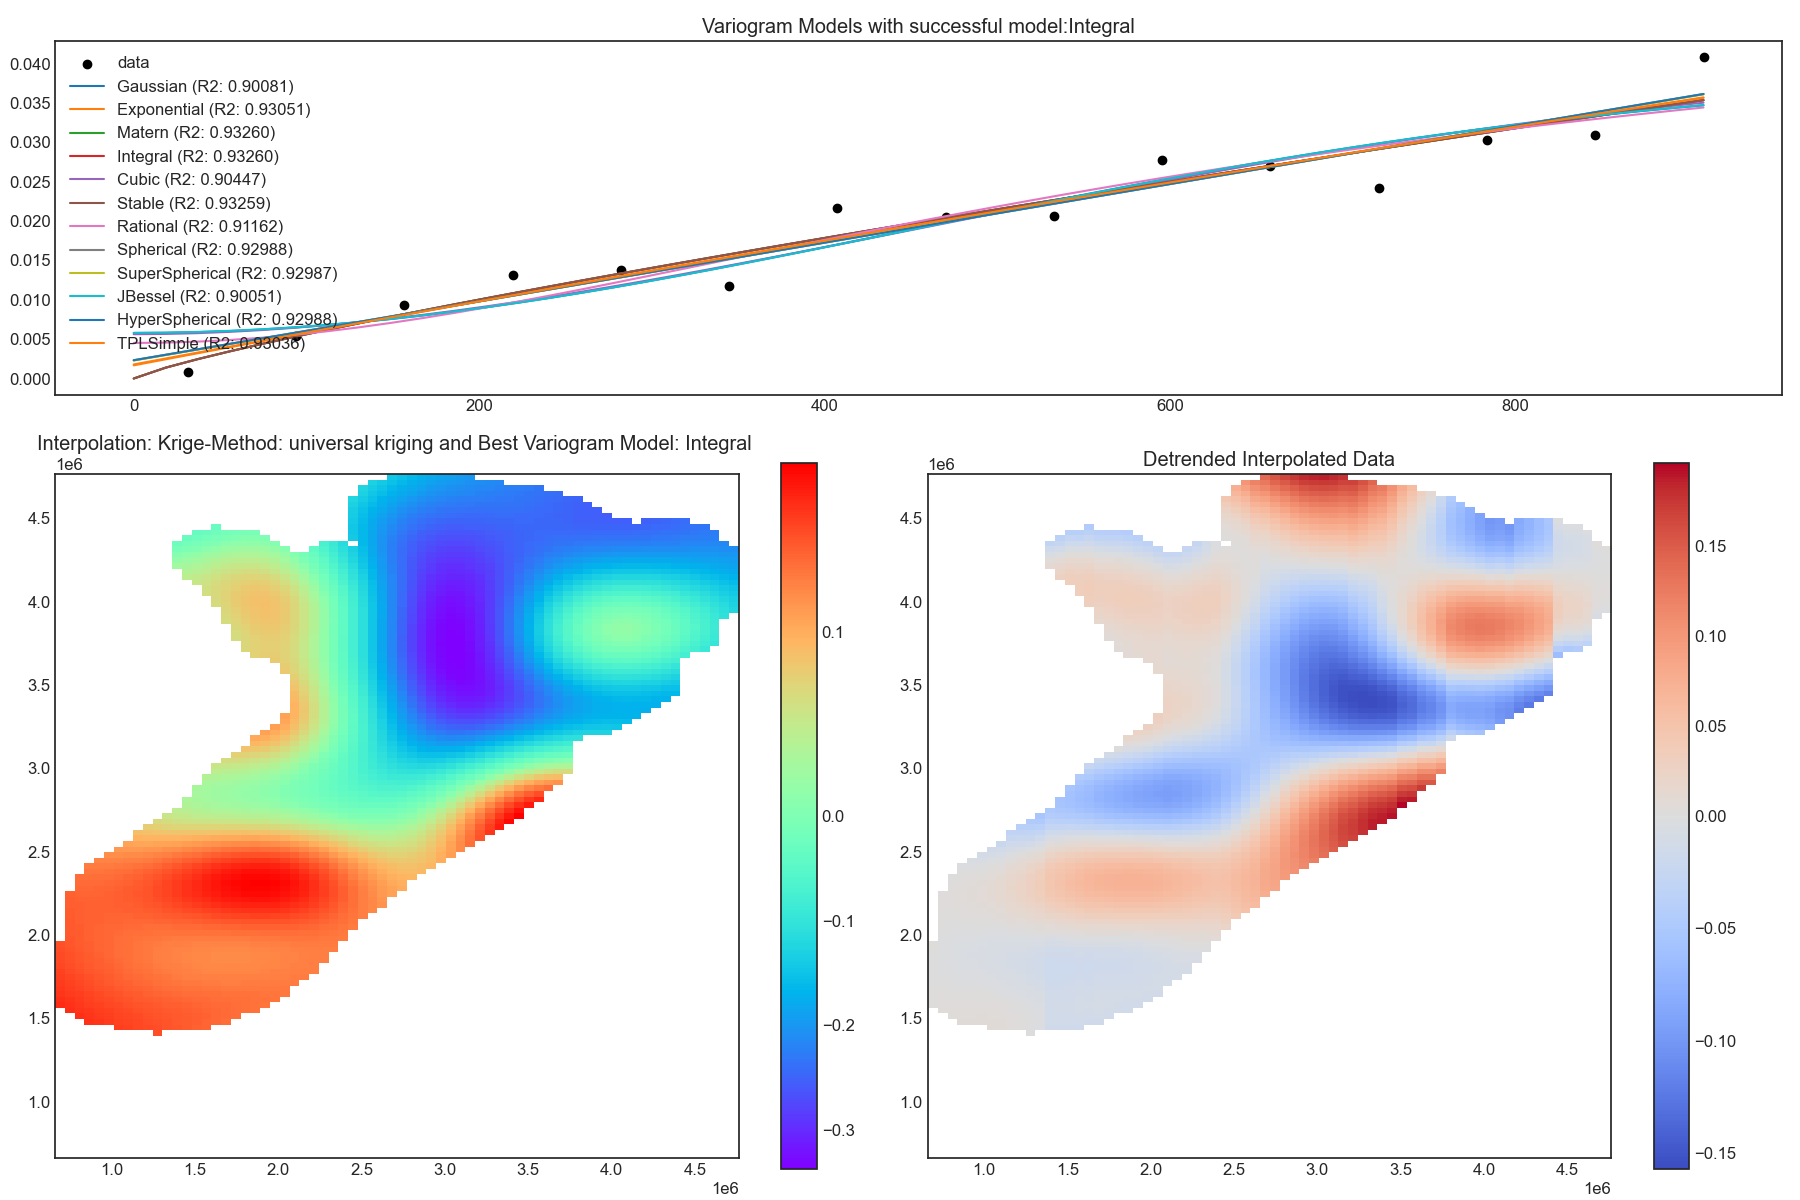 Variogram Models with successful model:Integral
0.040
0.035
0.030
0.025
0.020
0.015
0.010
0.005
0.000
data
Gaussian (R2: 0.90081)
Exponential (R2: 0.93051)
Matern (R2: 0.93260)
Integral (R2: 0.93260)
Cubic (R2: 0.90447)
Stable (R2: 0.93259)
Rational (R2: 0.91162)
Spherical (R2: 0.92988)
SuperSpherical (R2: 0.92987)
JBessel (R2: 0.90051)
HyperSpherical (R2: 0.92988)
TPLSimple (R2: 0.93036)
0 200 400 600 800
Interpolation: Krige-Method: universal kriging and Best Variogram Model: Integral
1e6
4.5
4.0
3.5
3.0
2.5
2.0
1.5
1.0
1.0 1.5 2.0 2.5 3.0 3.5 4.0 4.5
1e6
0.1
0.0
−0.1
−0.2
−0.3
Detrended Interpolated Data
1e6
4.5
4.0
3.5
3.0
2.5
2.0
1.5
1.0
1.0 1.5 2.0 2.5 3.0 3.5 4.0 4.5
1e6
0.15
0.10
0.05
0.00
−0.05
−0.10
−0.15